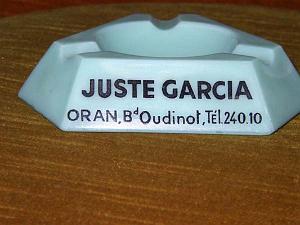 JUSTE GARCIA
ORAN, Bd Oudinot, Tél. 240.10